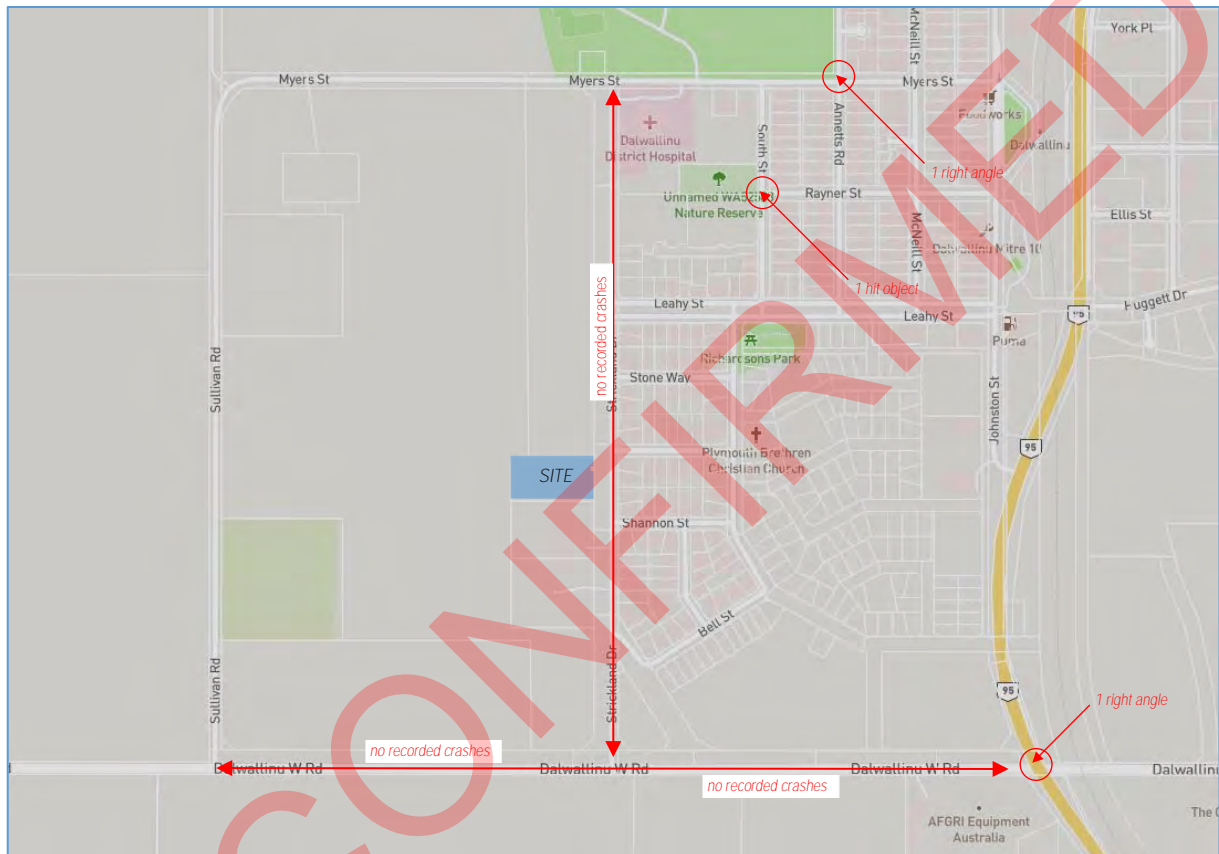 York Pl
McNeill St
Myers St
Myers St
Myers St
Foodworks
Dalwallinu
Dalwallinu
District Hospital
South St
Annetts Rd
1 right angle
Nature Reserve
Rayner St
Ellis St
McNeill St
Dalwallinu Mitre 10
1 hit object
no recorded crashes
Leahy St
Leahy St
Huggett Dr
95
Puma
Richardsons Park
Stone Way
Sullivan Rd
Johnston St
Plymouth Brethren
Christian Church
95
SITE
Shannon St
Bell St
Sullivan Rd
Strickland Dr
95
1 right angle
no recorded crashes
Dalwallinu W Rd
Dalwallinu W Rd
Dalwallinu W Rd
Dalwallinu
no recorded crashes
AFGRI Equipment
Australia
The
CONFIRMED